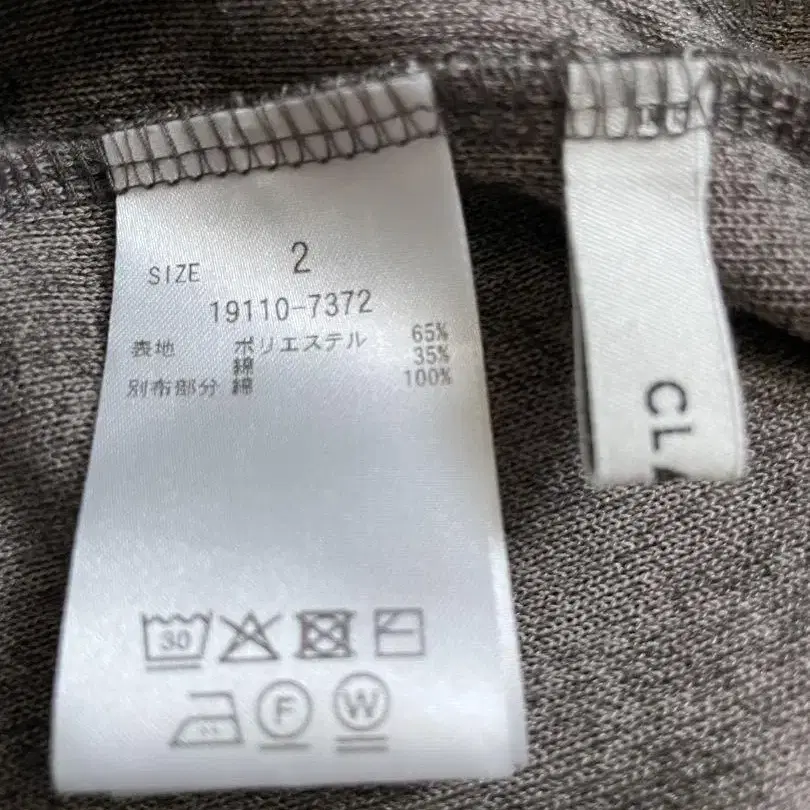 SIZE 2
19110-7372
表地 ポリエステル 65%
綿 35%
別布部分 綿 100%
30
F W
CLA